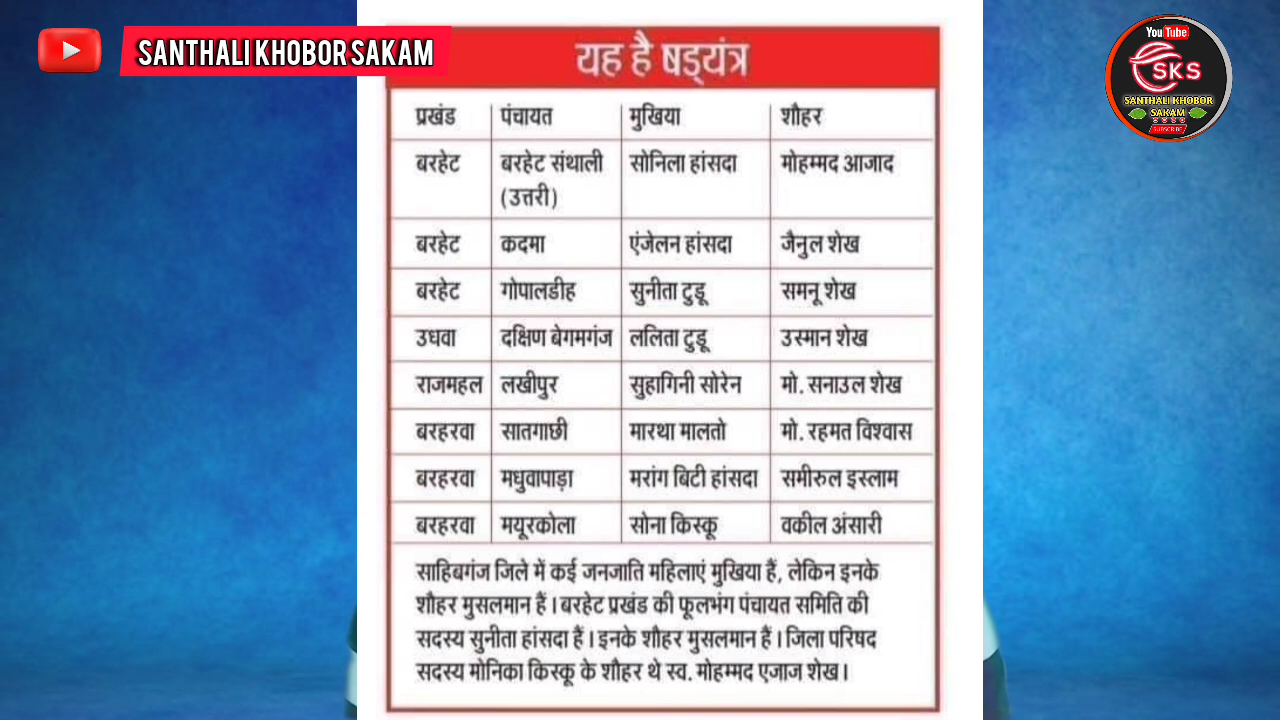 SANTHALI KHOBOR SAKAM
You Tube
SKS
SANTHALI KHOBOR
SAKAM
SUBSCRIBE
यह है षड्यंत्र
प्रखंड पंचायत मुखिया शौहर
बरहेट बरहेट संथाली सोनिला हांसदा मोहम्मद आजाद
(उत्तरी)
बरहेट कदमा एंजेलन हांसदा जैनुल शेख
बरहेट गोपालडीह सुनीता टुडू समनू शेख
उधवा दक्षिण बेगमगंज ललिता टुडू उस्मान शेख
राजमहल लखीपुर सुहागिनी सोरेन मो. सनाउल शेख
बरहरवा सातगाछी मारथा मालतो मो. रहमत विश्वास
बरहरवा मधुवापाड़ा मरांग बिटी हांसदा समीरुल इस्लाम
बरहरवा मयूरकोला सोना किस्कू वकील अंसारी
साहिबगंज जिले में कई जनजाति महिलाएं मुखिया हैं, लेकिन इनके
शौहर मुसलमान हैं। बरहेट प्रखंड की फूलभंग पंचायत समिति की
सदस्य सुनीता हांसदा हैं। इनके शौहर मुसलमान हैं। जिला परिषद
सदस्य मोनिका किस्कू के शौहर थे स्व. मोहम्मद एजाज शेख।